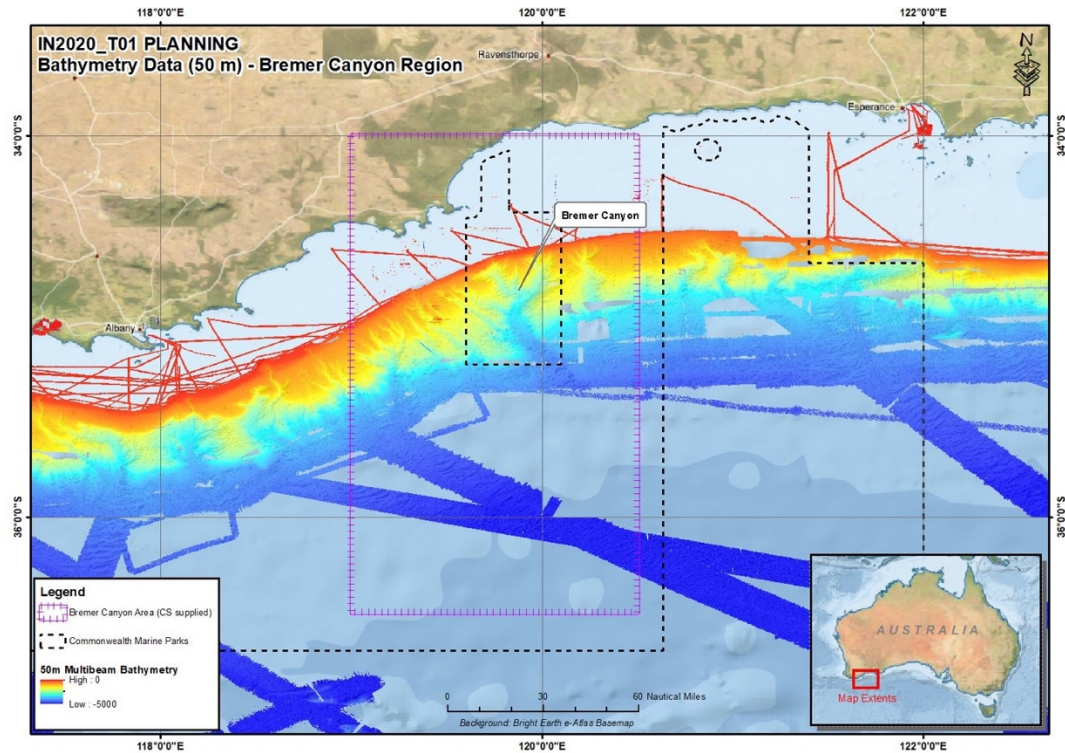 118°0'0"E
120°0'0"E
122°0'0"E
IN2020_T01 PLANNING
Bathymetry Data (50 m) - Bremer Canyon Region
Ravensthorpe
N
Esperance
34°0'0"S
34°0'0"S
Bremer Canyon
Albany
36°0'0"S
36°0'0"S
Legend
Bremer Canyon Area (CS supplied)
Commonwealth Marine Parks
50m Multibeam Bathymetry
High : 0
Low : -5000
0 30 60 Nautical Miles
Background: Bright Earth e-Atlas Basemap
AUSTRALIA
Map Extents
118°0'0"E
120°0'0"E
122°0'0"E